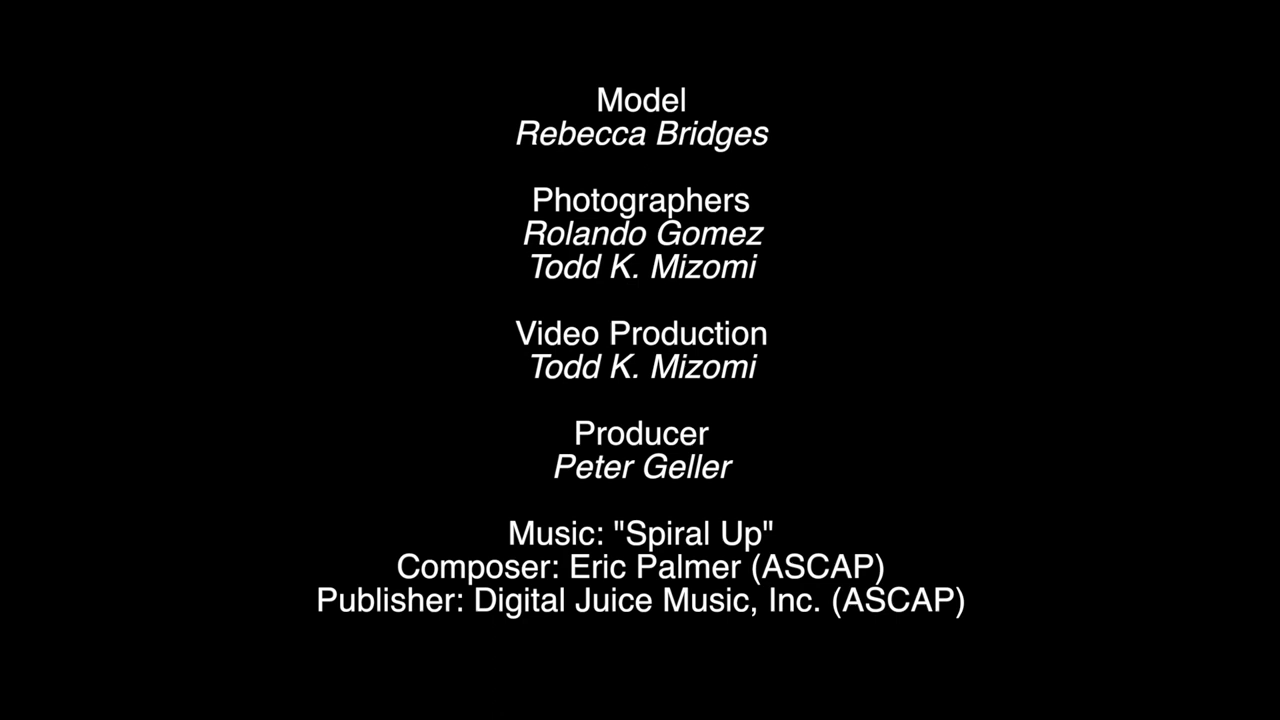 Model
Rebecca Bridges
Photographers
Rolando Gomez
Todd K. Mizomi
Video Production
Todd K. Mizomi
Producer
Peter Geller
Music: "Spiral Up"
Composer: Eric Palmer (ASCAP)
Publisher: Digital Juice Music, Inc. (ASCAP)